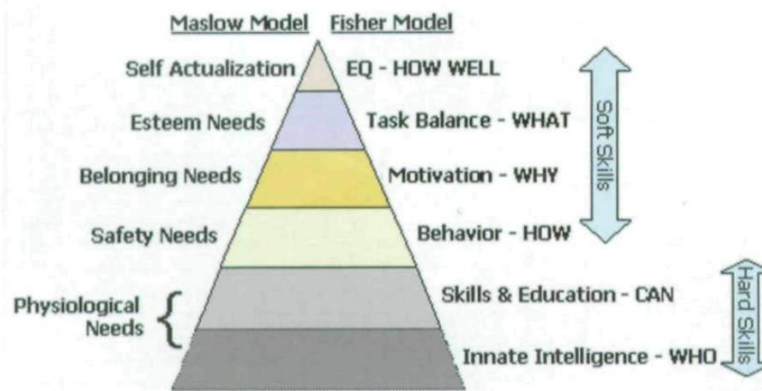 Maslow Model Fisher Model
Self Actualization EQ - HOW WELL
Esteem Needs Task Balance - WHAT
Belonging Needs Motivation - WHY
Safety Needs Behavior - HOW
Soft Skills
Physiological
Needs
Skills & Education - CAN
Innate Intelligence - WHO
Hard Skills